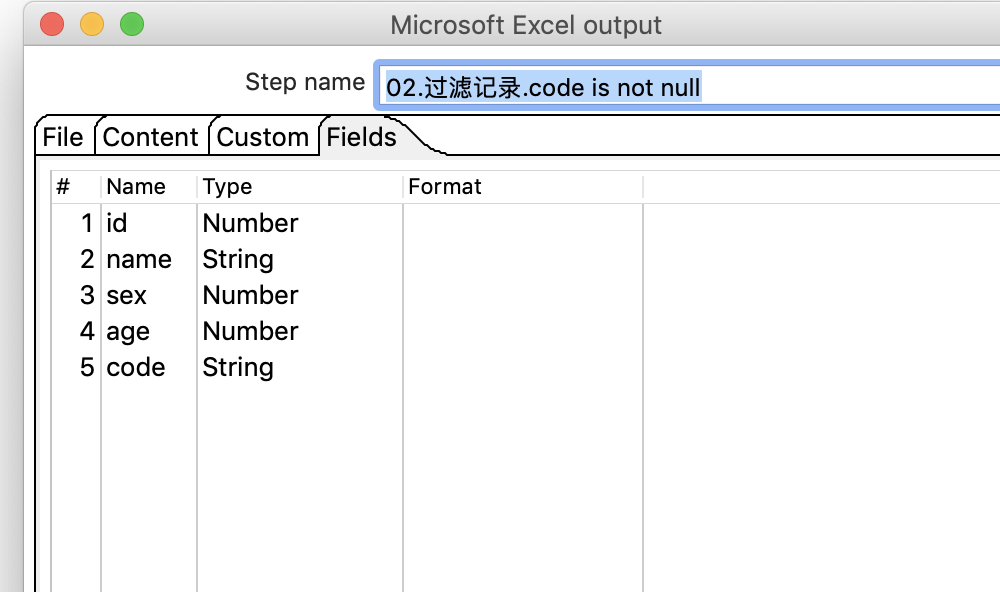 Microsoft Excel output
Step name 02.过滤记录.code is not null
File Content Custom Fields
# Name Type Format
1 id Number
2 name String
3 sex Number
4 age Number
5 code String